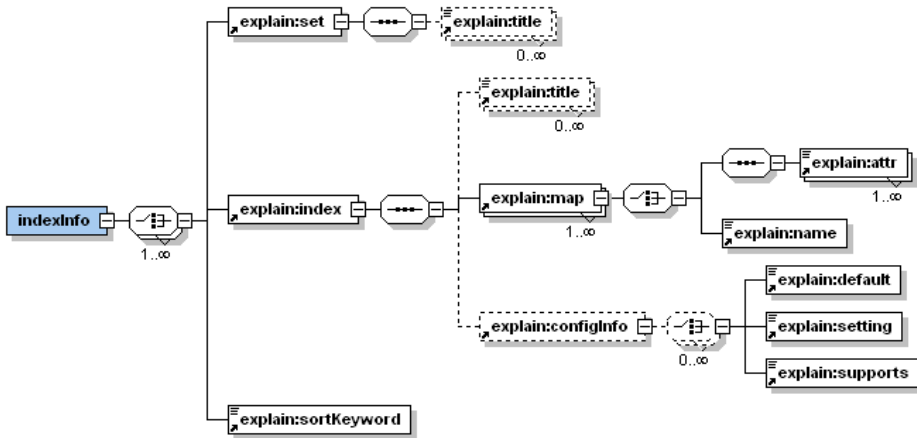 explain:set
explain:title
0..∞
explain:title
0..∞
explain:attr
1..∞
indexInfo
1..∞
explain:index
explain:map
1..∞
explain:name
explain:default
explain:configInfo
0..∞
explain:setting
explain:supports
explain:sortKeyword